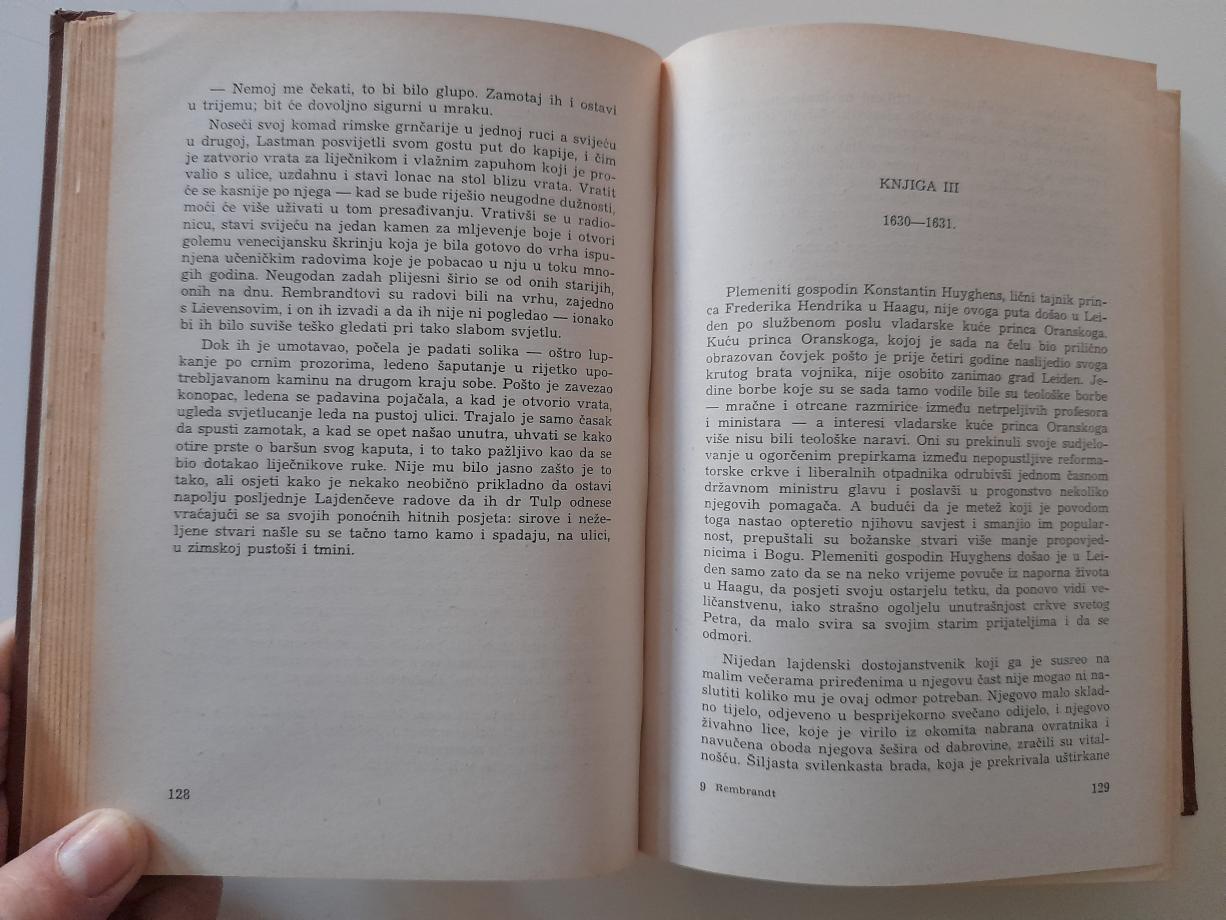 — Nemoj me čekati, to bi bilo glupo. Zamotaj ih i ostavi
u trijemu; bit će dovoljno sigurni u mraku.
Noseći svoj komad rimske grnčarije u jednoj ruci a svijeću
u drugoj, Lastman posvijetli svom gostu put do kapije, i čim
je zatvorio vrata za liječnikom i vlažnim zapuhom koji je pro-
valio s ulice, uzdahnu i stavi lonac na stol blizu vrata. Vratit
će se kasnije po njega — kad se bude riješio neugodne dužnosti,
moći će više uživati u tom presađivanju. Vrativši se u radio-
nicu, stavi svijeću na jedan kamen za mljevenje boje i otvori
golemu venecijansku škrinju koja je bila gotovo do vrha ispu-
njena učeničkim radovima koje je pobacao u nju u toku mno-
gih godina. Neugodan zadah plijesni širio se od onih starijih,
onih na dnu. Rembrandtovi su radovi bili na vrhu, zajedno
s Lievensovim, i on ih izvadi a da ih nije ni pogledao — ionako
bi ih bilo suviše teško gledati pri tako slabom svjetlu.
Dok ih je umotavao, počela je padati solika — oštro lup-
kanje po crnim prozorima, ledeno šaputanje u rijetko upo-
trebljavanom kaminu na drugom kraju sobe. Pošto je zavezao
konopac, ledena se padavina pojačala, a kad je otvorio vrata,
ugleda svjetlucanje leda na pustoj ulici. Trajalo je samo časak
da spusti zamotak, a kad se opet našao unutra, uhvati se kako
otire prste o baršun svog kaputa, i to tako pažljivo kao da se
bio dotakao liječnikove ruke. Nije mu bilo jasno zašto je to
tako, ali osjeti kako je nekako neobično prikladno da ostavi
napolju posljednje Lajdenčeve radove da ih dr Tulp odnese
vraćajući se sa svojih ponoćnih hitnih posjeta: sirove i neže-
ljene stvari našle su se tačno tamo kamo i spadaju, na ulici,
u zimskoj pustoši i tmini.
128
KNJIGA III
1630—1631.
Plemeniti gospodin Konstantin Huyghens, lični tajnik prin-
ca Frederika Hendrika u Haagu, nije ovoga puta došao u Lei-
den po službenom poslu vladarske kuće princa Oranskoga.
Kuću princa Oranskoga, kojoj je sada na čelu bio prilično
obrazovan čovjek pošto je prije četiri godine naslijedio svoga
krutog brata vojnika, nije osobito zanimao grad Leiden. Je-
dine borbe koje su se sada tamo vodile bile su teološke borbe
— mračne i otrcane razmirice između netrpeljivih profesora
i ministara — a interesi vladarske kuće princa Oranskoga
više nisu bili teološke naravi. Oni su prekinuli svoje sudjelo-
vanje u ogorčenim prepirkama između nepopustljive reforma-
torske crkve i liberalnih otpadnika odrubivši jednom časnom
državnom ministru glavu i poslavši u progonstvo nekoliko
njegovih pomagača. A budući da je metež koji je povodom
toga nastao opteretio njihovu savjest i smanjio im popular-
nost, prepuštali su božanske stvari više manje propovjed-
nicima i Bogu. Plemeniti gospodin Huyghens došao je u Lei-
den samo zato da se na neko vrijeme povuče iz naporna života
u Haagu, da posjeti svoju ostarjelu tetku, da ponovo vidi ve-
ličanstvenu, iako strašno ogoljelu unutrašnjost crkve svetog
Petra, da malo svira sa svojim starim prijateljima i da se
odmori.
Nijedan lajdenski dostojanstvenik koji ga je susreo na
malim večerama priređenima u njegovu čast nije mogao ni na-
slutiti koliko mu je ovaj odmor potreban. Njegovo malo sklad-
no tijelo, odjeveno u besprijekorno svečano odijelo, i njegovo
živahno lice, koje je virilo iz okomita nabrana ovratnika i
navučena oboda njegova šešira od dabrovine, zračili su vital-
nošću. Šiljasta svilenkasta brada, koja je prekrivala uštirkane
9 Rembrandt
129